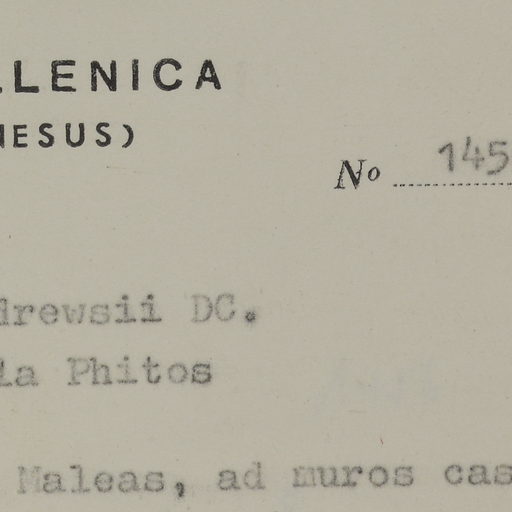 LLENICA
NESUS)
No 145
drewsii DC.
la Phitos
Maleas, ad muros cas